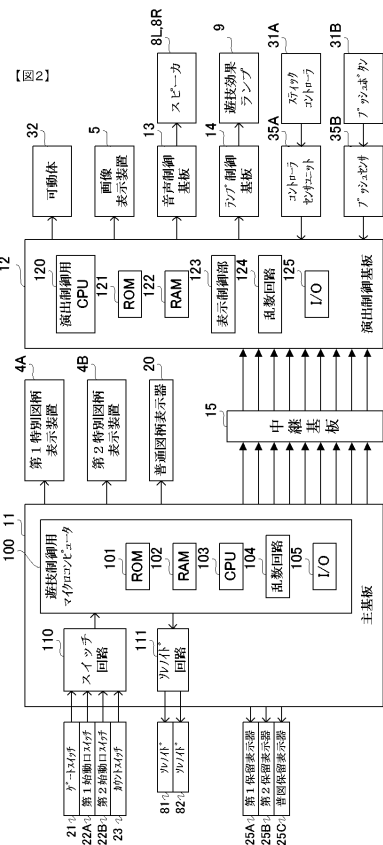 【図2】
21
ゲートスイッチ
22A
第1始動口スイッチ
22B
第2始動口スイッチ
23
カウントスイッチ
81
ソレノイド
82
ソレノイド
25A
第1保留表示器
25B
第2保留表示器
25C
普図保留表示器
11
100
遊技制御用
マイクロコンピュータ
110
スイッチ
回路
111
ソレノイド
回路
101
ROM
102
RAM
103
CPU
104
乱数回路
105
I/O
主基板
4A
第1特別図柄
表示装置
4B
第2特別図柄
表示装置
20
普通図柄表示器
15
中継基板
12
120
演出制御用
CPU
121
ROM
122
RAM
123
表示制御部
124
乱数回路
125
I/O
演出制御基板
32
可動体
5
画像
表示装置
13
音声制御
基板
8L,8R
スピーカ
14
ランプ制御
基板
9
遊技効果
ランプ
35A
コントローラ
センサユニット
31A
スティック
コントローラ
35B
プッシュセンサ
31B
プッシュボタン